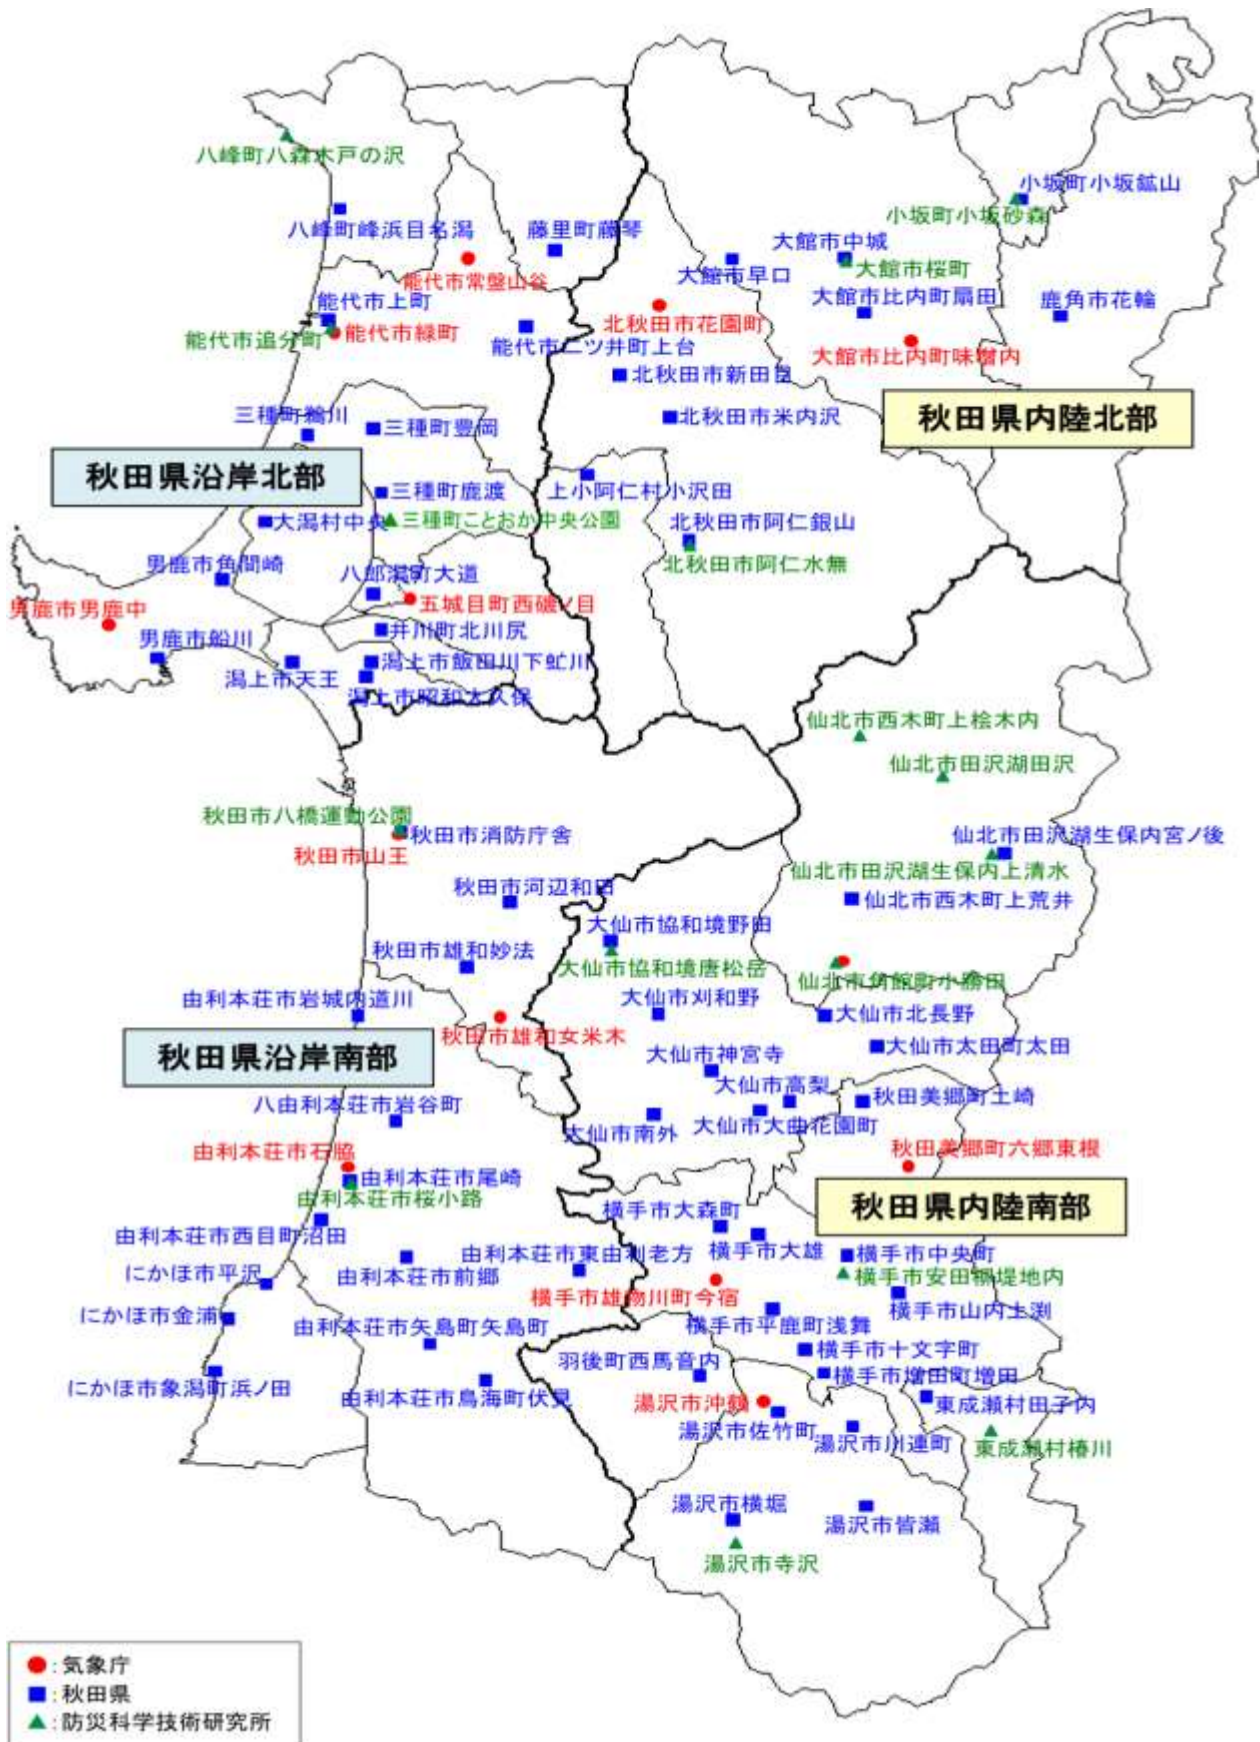 八峰町八森木戸の沢
小坂町小坂鉱山
小坂町小坂砂森
八峰町峰浜目名潟
藤里町藤琴
大館市中城
大館市早口
大館市桜町
能代市常盤山谷
能代市上町
大館市比内町扇田
鹿角市花輪
北秋田市花園町
能代市緑町
能代市追分町
能代市二ツ井町上台
大館市比内町味噌内
北秋田市新田目
三種町鵜川
三種町豊岡
北秋田市米内沢
秋田県内陸北部
秋田県沿岸北部
三種町鹿渡
上小阿仁村小沢田
大潟村中央
三種町ことおか中央公園
北秋田市阿仁銀山
北秋田市阿仁水無
男鹿市角間崎
八郎潟町大道
男鹿市男鹿中
五城目町西磯ノ目
井川町北川尻
男鹿市船川
潟上市天王
潟上市飯田川下虻川
潟上市昭和大久保
仙北市西木町上桧木内
仙北市田沢湖田沢
秋田市八橋運動公園
秋田市消防庁舎
秋田市山王
仙北市田沢湖生保内宮ノ後
仙北市田沢湖生保内上清水
秋田市河辺和田
仙北市西木町上荒井
大仙市協和境野田
秋田市雄和妙法
大仙市協和境唐松岳
仙北市角館町小勝田
由利本荘市岩城内道川
大仙市刈和野
秋田市雄和女米木
大仙市北長野
秋田県沿岸南部
大仙市太田町太田
大仙市神宮寺
大仙市高梨
八由利本荘市岩谷町
秋田美郷町土崎
大仙市南外
大仙市大曲花園町
由利本荘市石脇
秋田美郷町六郷東根
由利本荘市尾崎
由利本荘市桜小路
秋田県内陸南部
由利本荘市西目町沼田
横手市大森町
横手市大雄
由利本荘市東由利老方
横手市中央町
にかほ市平沢
由利本荘市前郷
横手市安田柳堤地内
横手市雄物川町今宿
横手市山内土渕
にかほ市金浦
由利本荘市矢島町矢島町
横手市平鹿町浅舞
横手市十文字町
羽後町西馬音内
横手市増田町増田
にかほ市象潟町浜ノ田
由利本荘市鳥海町伏見
湯沢市沖鶴
東成瀬村田子内
湯沢市佐竹町
湯沢市川連町
東成瀬村椿川
湯沢市横堀
湯沢市皆瀬
湯沢市寺沢
●:気象庁
■:秋田県
▲:防災科学技術研究所